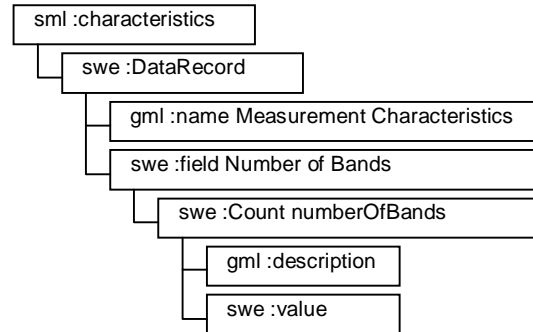 sml :characteristics
swe :DataRecord
gml :name Measurement Characteristics
swe :field Number of Bands
swe :Count numberOfBands
gml :description
swe :value